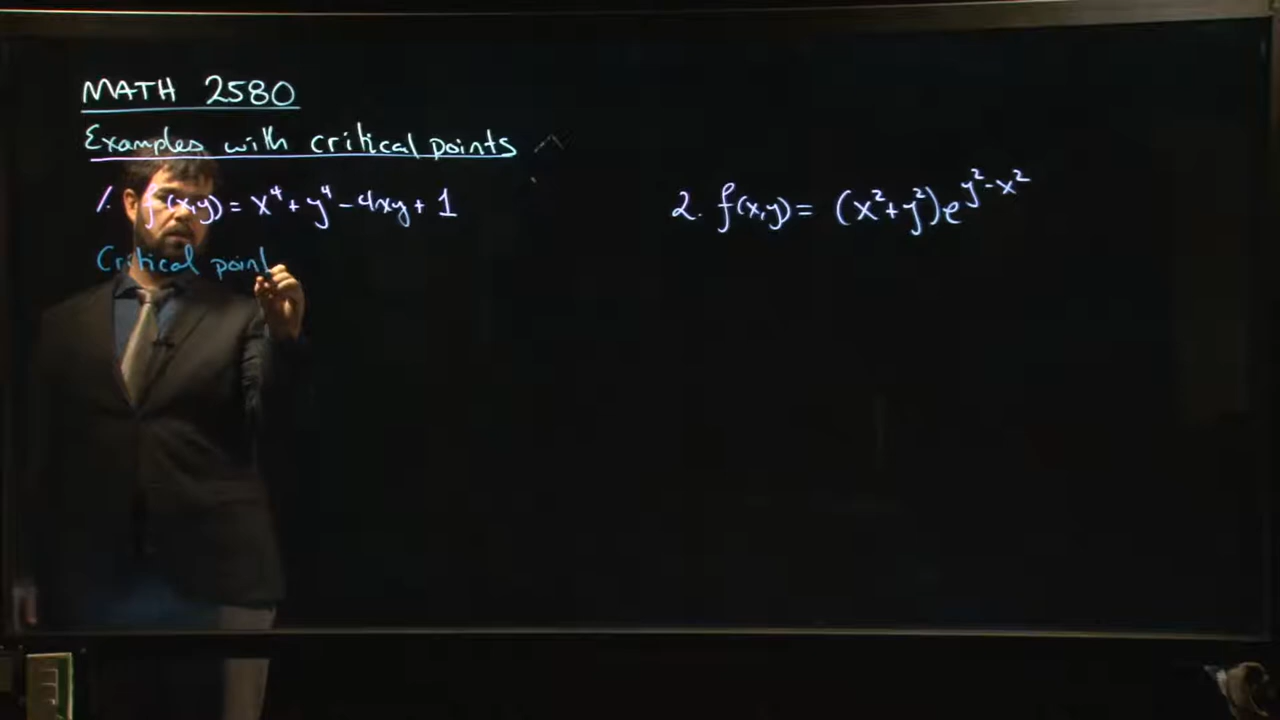 MATH 2580
Examples with critical points
1. f(x,y) = x⁴ + y⁴ - 4xy + 1
2. f(x,y) = (x²+y²)e^{y²-x²}
Critical point